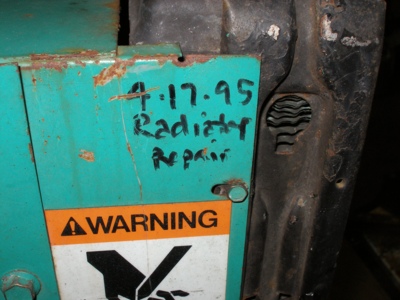 4.17.95
Radiator
Repair
WARNING